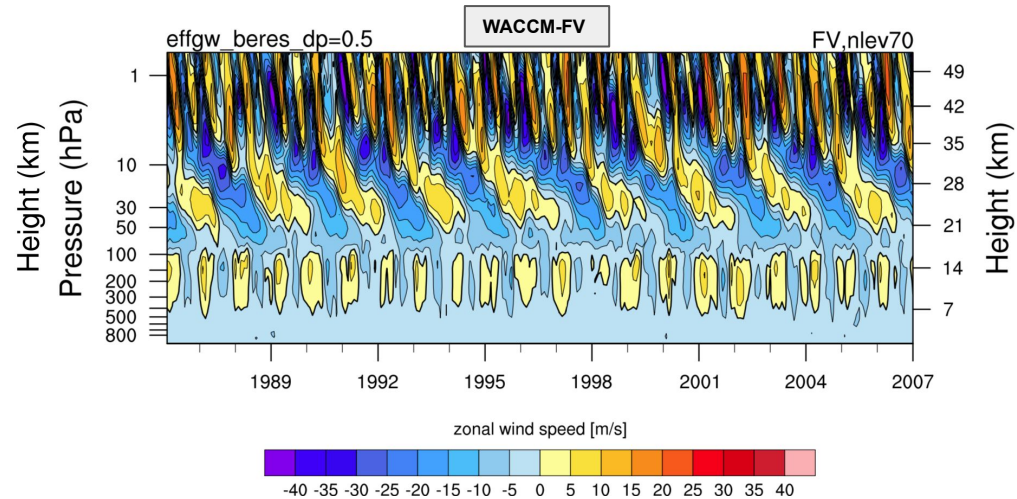 WACCM-FV
effgw_beres_dp=0.5
FV,nlev70
Height (km)
Pressure (hPa)
1
10
30
50
100
200
300
500
800
49
42
35
28
21
14
7
Height (km)
1989 1992 1995 1998 2001 2004 2007
zonal wind speed [m/s]
-40 -35 -30 -25 -20 -15 -10 -5 0 5 10 15 20 25 30 35 40